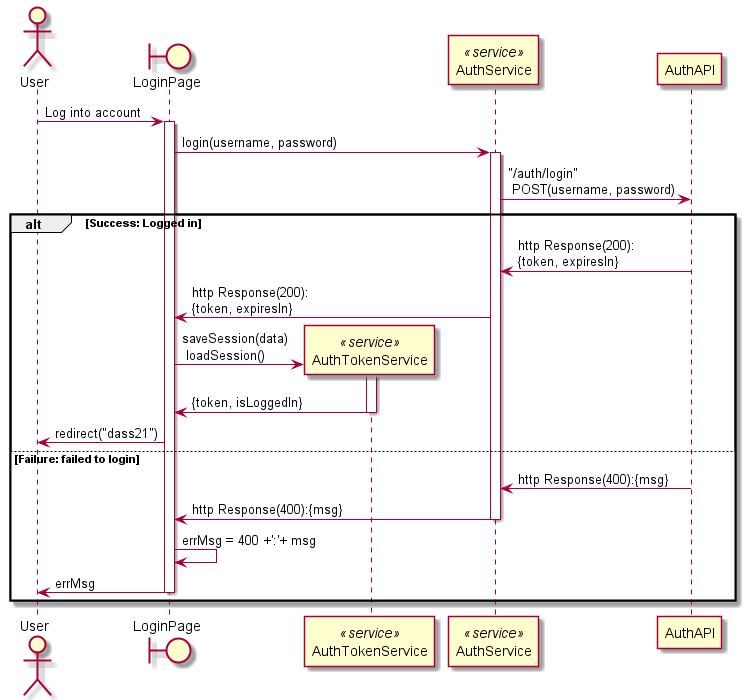 User
LoginPage
«service»
AuthService
AuthAPI
Log into account
login(username, password)
"/auth/login"
POST(username, password)
alt
[Success: Logged in]
http Response(200):
{token, expiresIn}
http Response(200):
{token, expiresIn}
saveSession(data)
loadSession()
«service»
AuthTokenService
{token, isLoggedIn}
redirect("dass21")
[Failure: failed to login]
http Response(400):{msg}
http Response(400):{msg}
errMsg = 400 +':'+ msg
errMsg
User
LoginPage
«service»
AuthTokenService
«service»
AuthService
AuthAPI